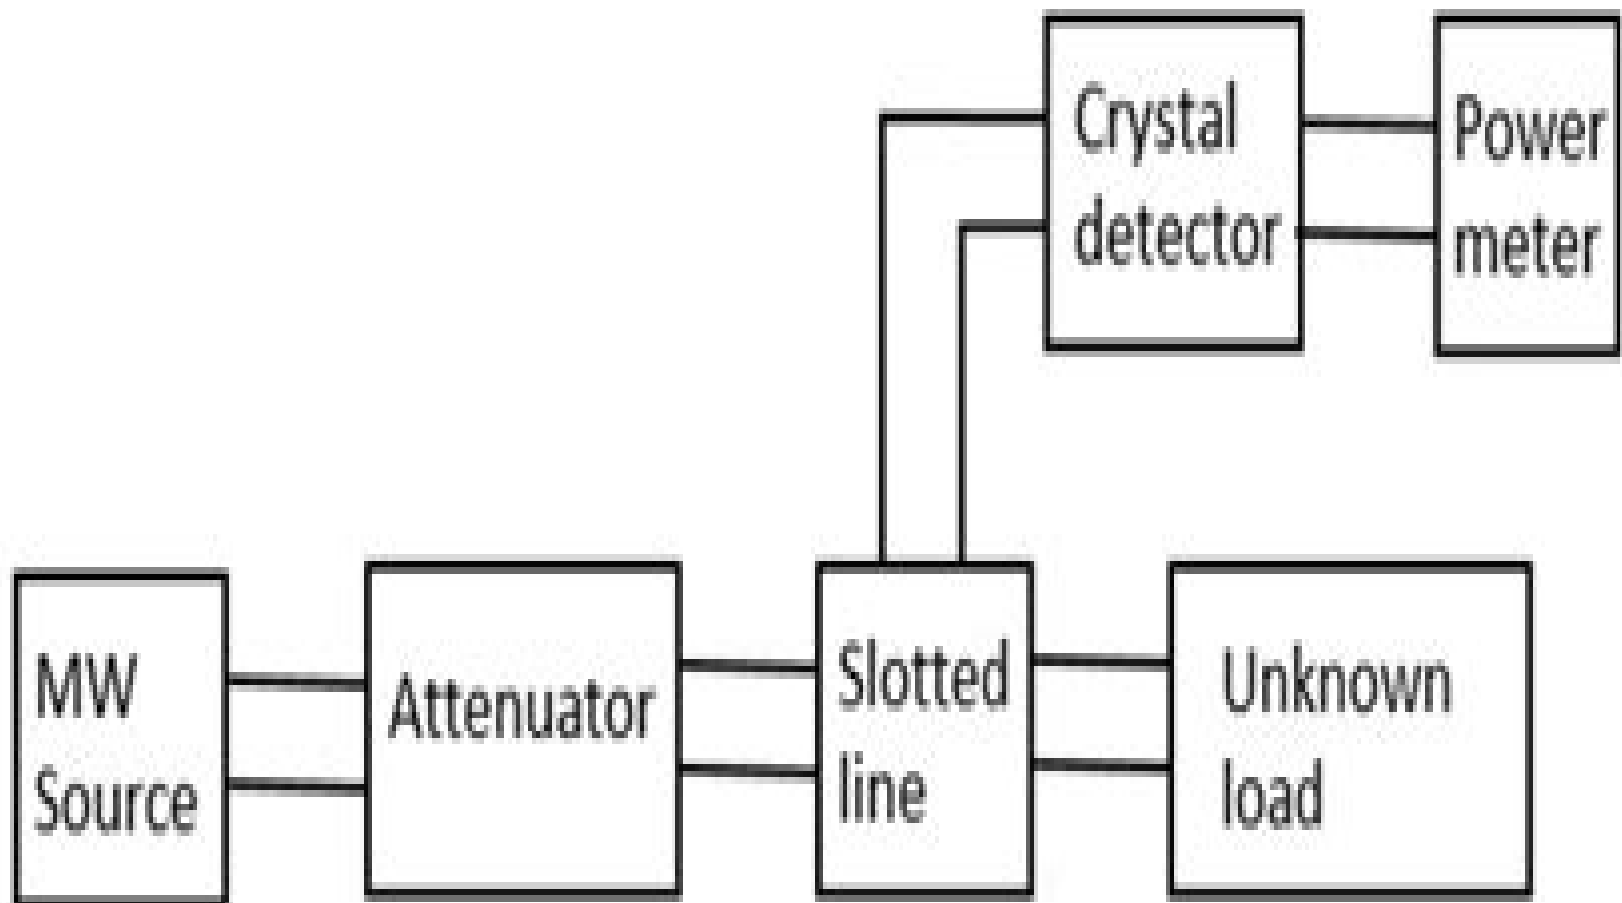 Crystal
detector
Power
meter
MW
Source
Attenuator
Slotted
line
Unknown
load